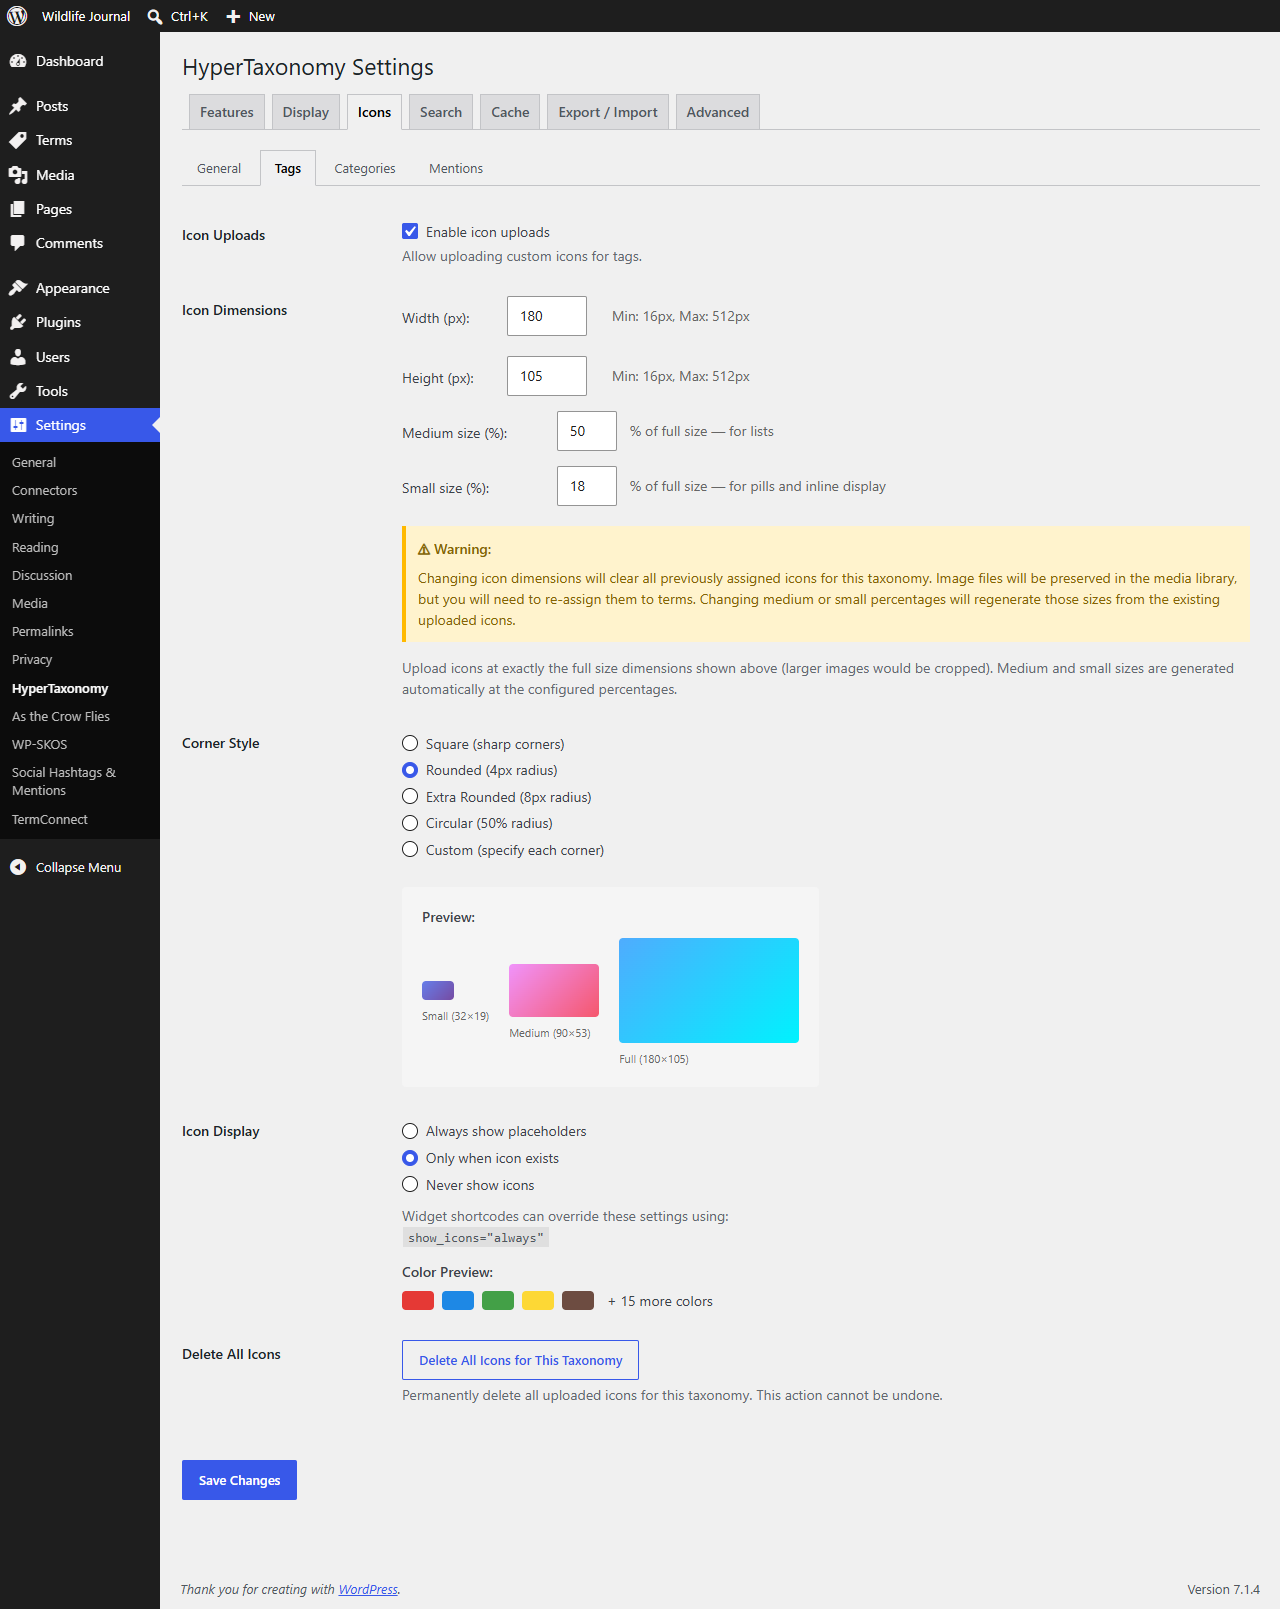 Wildlife Journal
Ctrl+K
New
Dashboard
Posts
Terms
Media
Pages
Comments
Appearance
Plugins
Users
Tools
Settings
General
Connectors
Writing
Reading
Discussion
Media
Permalinks
Privacy
HyperTaxonomy
As the Crow Flies
WP-SKOS
Social Hashtags &
Mentions
TermConnect
Collapse Menu
HyperTaxonomy Settings
Features
Display
Icons
Search
Cache
Export / Import
Advanced
General
Tags
Categories
Mentions
Icon Uploads
Enable icon uploads
Allow uploading custom icons for tags.
Icon Dimensions
Width (px): 180 Min: 16px, Max: 512px
Height (px): 105 Min: 16px, Max: 512px
Medium size (%): 50 % of full size — for lists
Small size (%): 18 % of full size — for pills and inline display
⚠ Warning:
Changing icon dimensions will clear all previously assigned icons for this taxonomy. Image files will be preserved in the media library,
but you will need to re-assign them to terms. Changing medium or small percentages will regenerate those sizes from the existing
uploaded icons.
Upload icons at exactly the full size dimensions shown above (larger images would be cropped). Medium and small sizes are generated
automatically at the configured percentages.
Corner Style
Square (sharp corners)
Rounded (4px radius)
Extra Rounded (8px radius)
Circular (50% radius)
Custom (specify each corner)
Preview:
Small (32×19)
Medium (90×53)
Full (180×105)
Icon Display
Always show placeholders
Only when icon exists
Never show icons
Widget shortcodes can override these settings using:
show_icons="always"
Color Preview:
+ 15 more colors
Delete All Icons
Delete All Icons for This Taxonomy
Permanently delete all uploaded icons for this taxonomy. This action cannot be undone.
Save Changes
Thank you for creating with WordPress.
Version 7.1.4